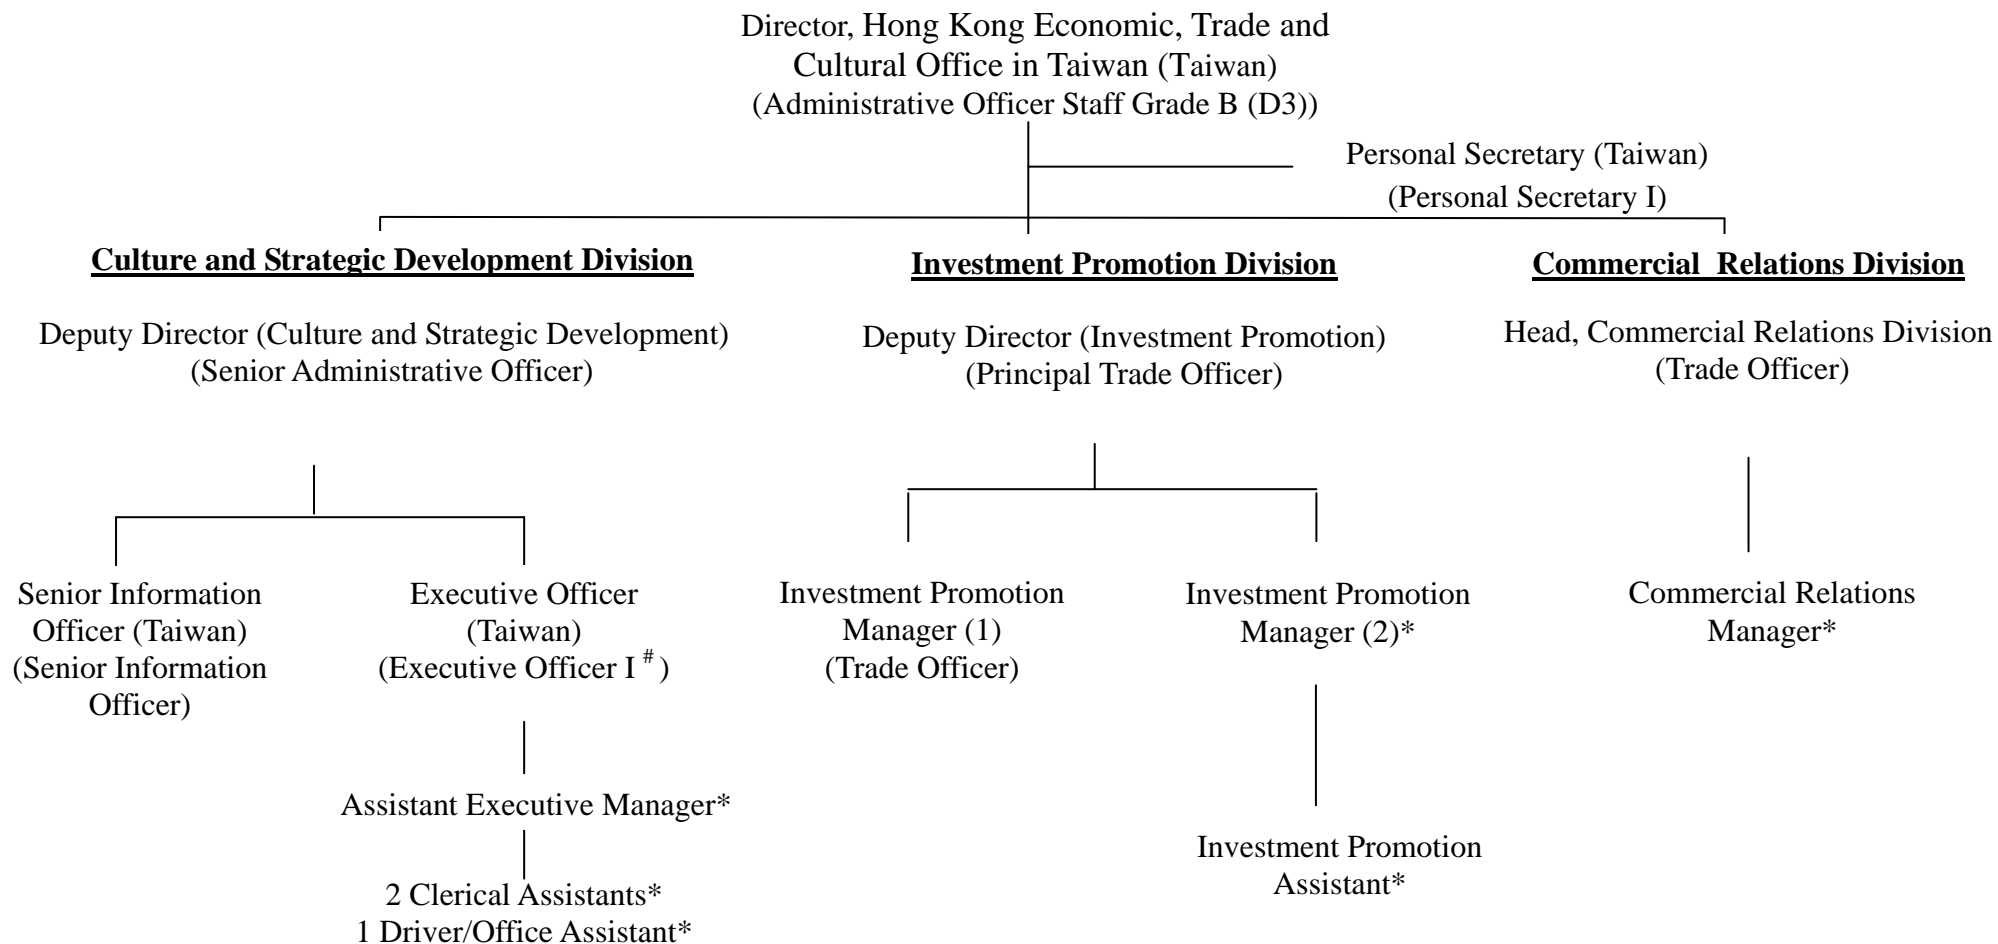 Director, Hong Kong Economic, Trade and
Cultural Office in Taiwan (Taiwan)
(Administrative Officer Staff Grade B (D3))
Personal Secretary (Taiwan)
(Personal Secretary I)
Culture and Strategic Development Division
Deputy Director (Culture and Strategic Development)
(Senior Administrative Officer)
Investment Promotion Division
Deputy Director (Investment Promotion)
(Principal Trade Officer)
Commercial Relations Division
Head, Commercial Relations Division
(Trade Officer)
Senior Information
Officer (Taiwan)
(Senior Information
Officer)
Executive Officer
(Taiwan)
(Executive Officer I #)
Assistant Executive Manager*
2 Clerical Assistants*
1 Driver/Office Assistant*
Investment Promotion
Manager (1)
(Trade Officer)
Investment Promotion
Manager (2)*
Investment Promotion
Assistant*
Commercial Relations
Manager*